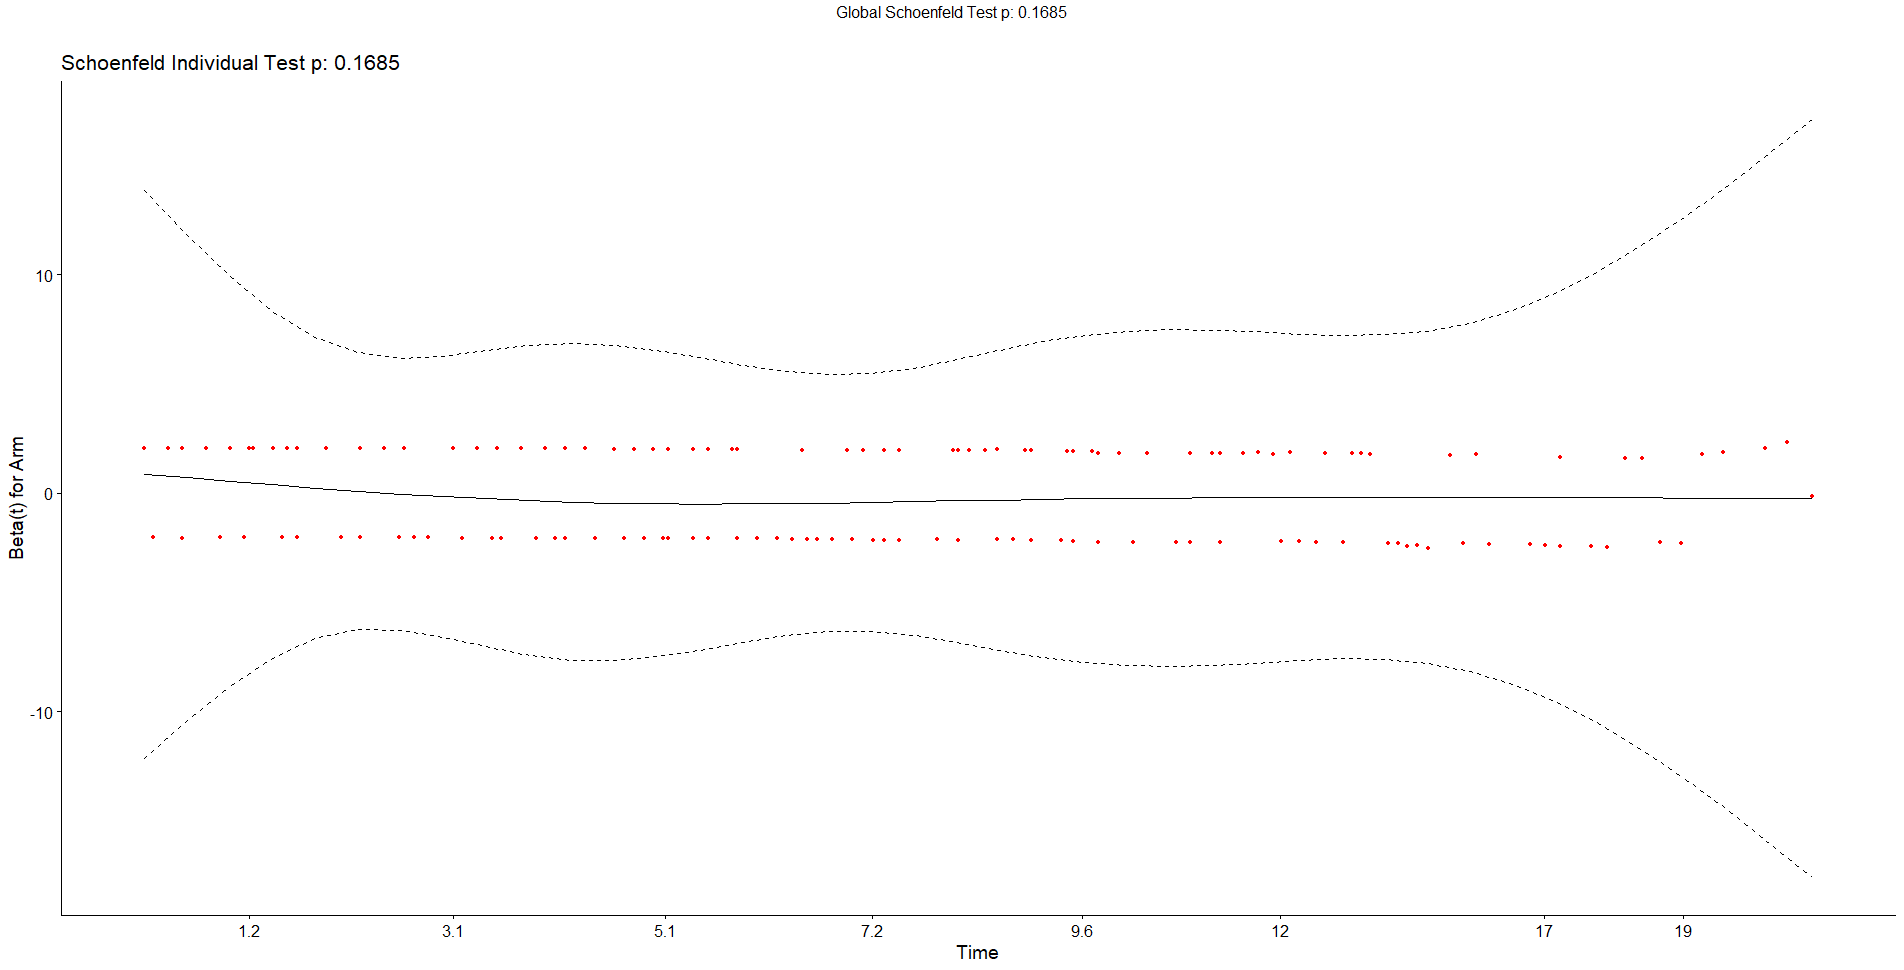 Global Schoenfeld Test p: 0.1685
Schoenfeld Individual Test p: 0.1685
10
0
-10
Beta(t) for Arm
1.2 3.1 5.1 7.2 9.6 12 17 19
Time